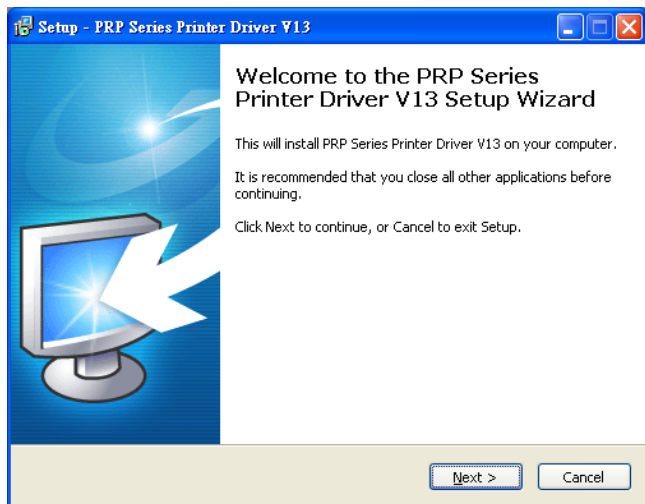 Setup - PRP Series Printer Driver V13
Welcome to the PRP Series
Printer Driver V13 Setup Wizard
This will install PRP Series Printer Driver V13 on your computer.
It is recommended that you close all other applications before
continuing.
Click Next to continue, or Cancel to exit Setup.
Next >
Cancel